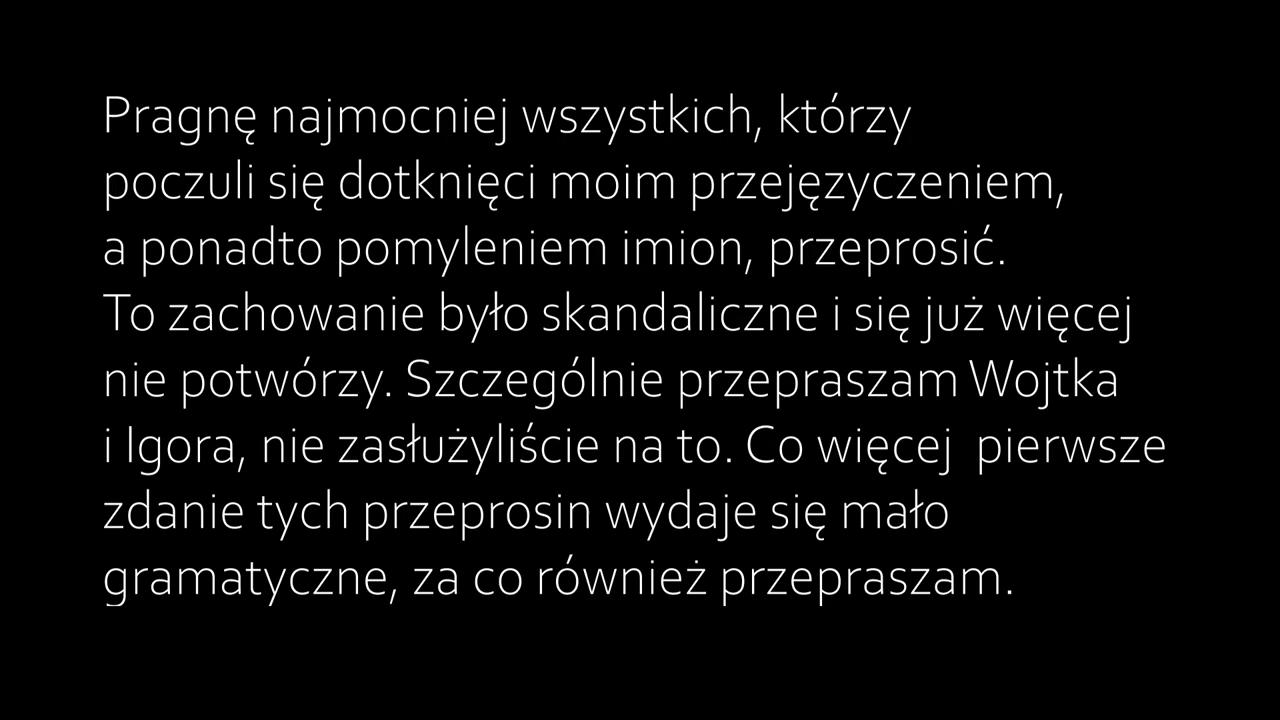 Pragnę najmocniej wszystkich, którzy
poczuli się dotknięci moim przejęzyczeniem,
a ponadto pomyleniem imion, przeprosić.
To zachowanie było skandaliczne i się już więcej
nie potwórzy. Szczególnie przepraszam Wojtka
i Igora, nie zasłużyliście na to. Co więcej  pierwsze
zdanie tych przeprosin wydaje się mało
gramatyczne, za co również przepraszam.